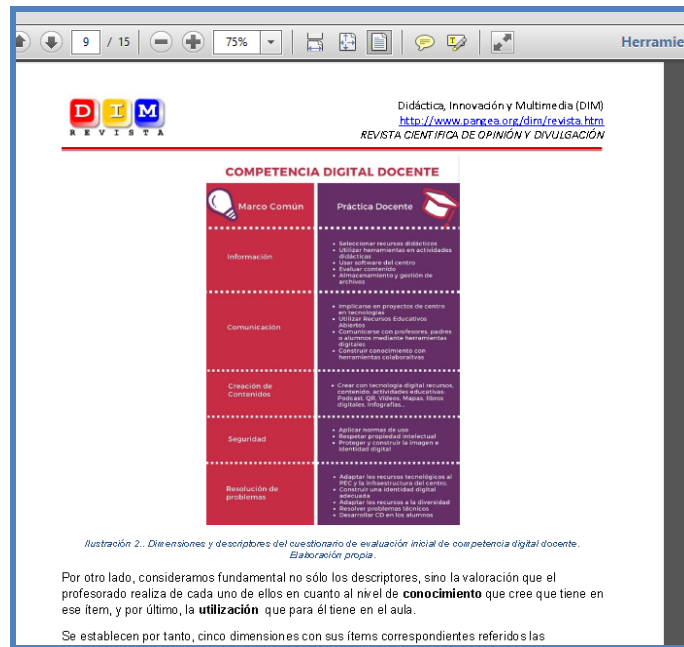 9 / 15 75% Herramie
D I M
R E V I S T A
Didáctica, Innovación y Multimedia (DIM)
http://www.pangea.org/dim/revista.htm
REVISTA CIENTIFICA DE OPINIÓN Y DIVULGACIÓN
COMPETENCIA DIGITAL DOCENTE
Marco Común
Práctica Docente
Información
• Seleccionar recursos didácticos
• Utilizar herramientas en actividades
didácticas
• Usar software del centro
• Evaluar contenido
• Almacenamiento y gestión de
archivos
Comunicación
• Implicarse en proyectos de centro
en tecnologías
• Utilizar Recursos Educativos
Abiertos
• Comunicarse con profesores, padres
o alumnos mediante herramientas
digitales
• Construir conocimiento con
herramientas colaboraitvas
Creación de
Contenidos
• Crear con tecnología digital recursos,
contenido, actividades educativas:
Podcast, QR, Vídeos, Mapas, libros
digitales, infografías...
Seguridad
• Aplicar normas de uso
• Respetar propiedad intelectual
• Proteger y construir la imagen e
identidad digital
Resolución de
problemas
• Adaptar los recursos tecnológicos al
PEC y la infraestructura del centro.
• Construir una identidad digital
adecuada
• Adaptar los recursos a la diversidad
• Resolver problemas técnicos
• Desarrollar CD en los alumnos
Ilustración 2.. Dimensiones y descriptores del cuestionario de evaluación inicial de competencia digital docente.
Elaboración propia.
Por otro lado, consideramos fundamental no sólo los descriptores, sino la valoración que el
profesorado realiza de cada uno de ellos en cuanto al nivel de conocimiento que cree que tiene en
ese ítem, y por último, la utilización que para él tiene en el aula.
Se establecen por tanto, cinco dimensiones con sus ítems correspondientes referidos las